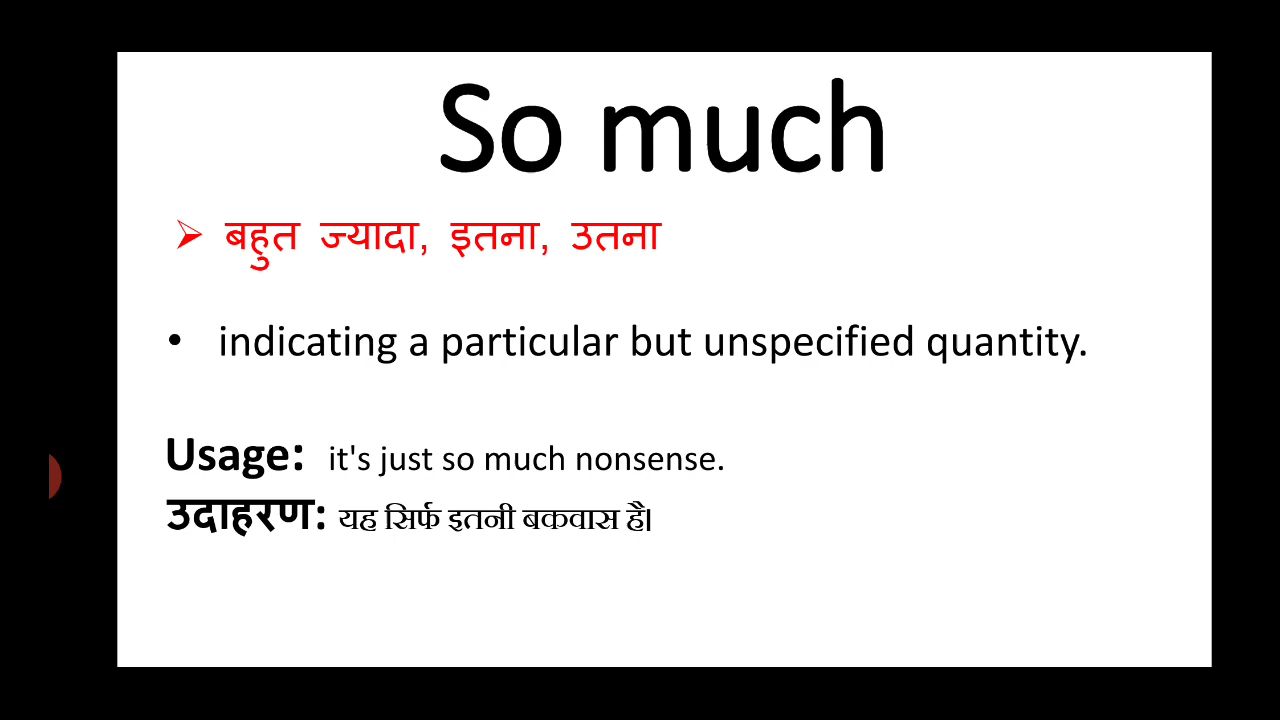 So much
➢ बहुत ज्यादा, इतना, उतना
• indicating a particular but unspecified quantity.
Usage: it's just so much nonsense.
उदाहरण: यह सिर्फ इतनी बकवास है।